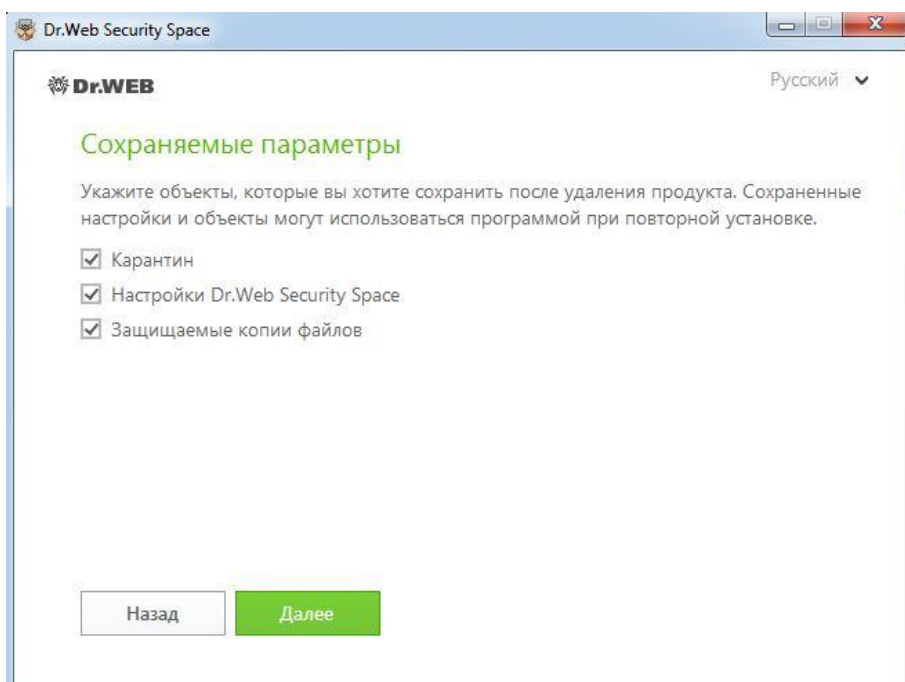 Dr.Web Security Space
Dr.WEB
Русский
Сохраняемые параметры
Укажите объекты, которые вы хотите сохранить после удаления продукта. Сохраненные
настройки и объекты могут использоваться программой при повторной установке.
Карантин
Настройки Dr.Web Security Space
Защищаемые копии файлов
Назад
Далее